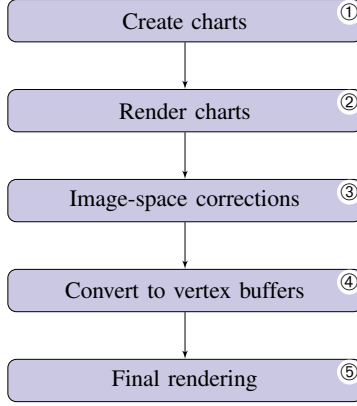 Create charts ①
Render charts ②
Image-space corrections ③
Convert to vertex buffers ④
Final rendering ⑤